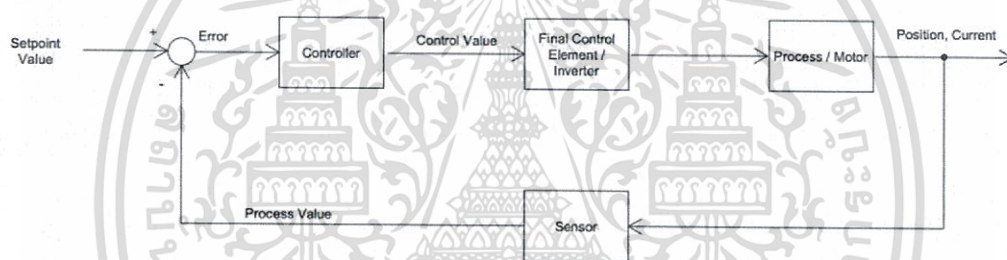 Setpoint
Value
+
-
Error
Controller
Control Value
Final Control
Element /
Inverter
Process / Motor
Position, Current
Process Value
Sensor